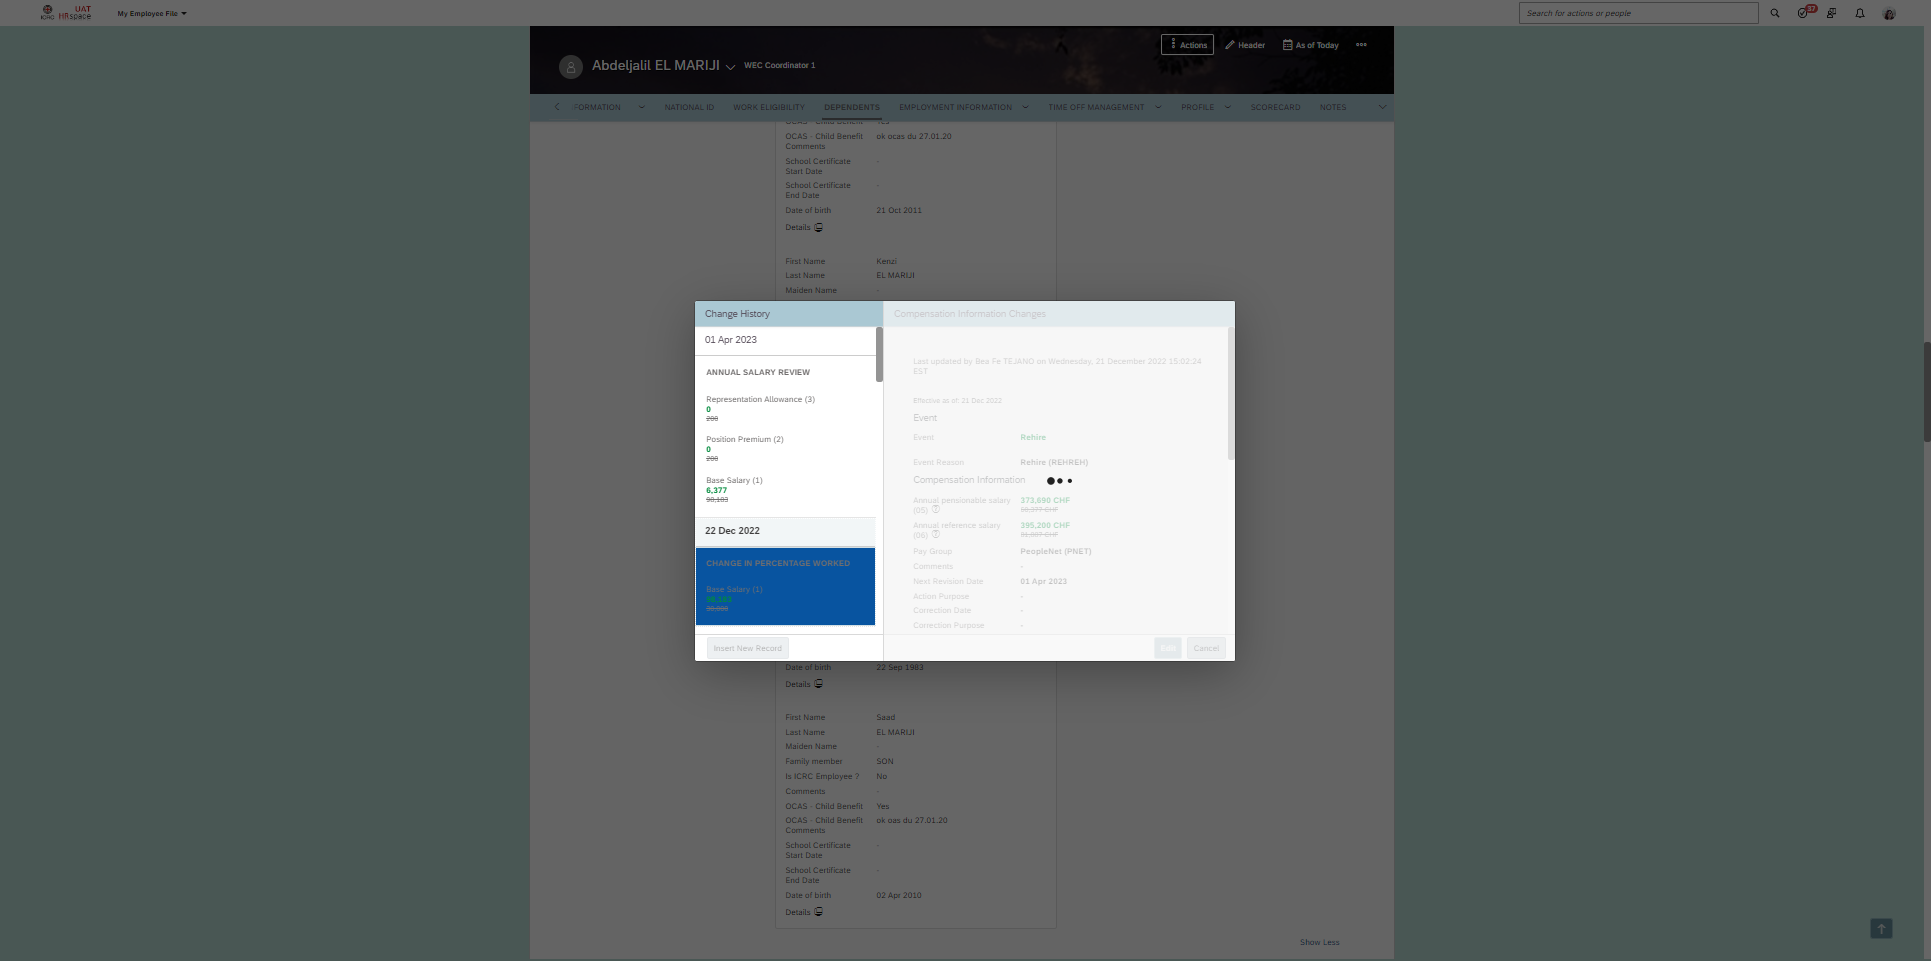 ICRC UAT HRspace
My Employee File
Search for actions or people
37
Abdeljalil EL MARIJI
WEC Coordinator 1
Actions
Header
As of Today
FORMATION
NATIONAL ID
WORK ELIGIBILITY
DEPENDENTS
EMPLOYMENT INFORMATION
TIME OFF MANAGEMENT
PROFILE
SCORECARD
NOTES
OCAS - Child Benefit Yes
OCAS - Child Benefit Comments ok ocas du 27.01.20
School Certificate Start Date -
School Certificate End Date -
Date of birth 21 Oct 2011
Details
First Name Kenzi
Last Name EL MARIJI
Maiden Name -
Change History
01 Apr 2023
ANNUAL SALARY REVIEW
Representation Allowance (3)
0
200
Position Premium (2)
0
200
Base Salary (1)
6,377
22 Dec 2022
CHANGE IN PERCENTAGE WORKED
Base Salary (1)
Insert New Record
Compensation Information Changes
Last updated by Bea Fe TEJANO on Wednesday, 21 December 2022 15:02:24
EST
Effective as of: 21 Dec 2022
Event
Event Rehire
Event Reason Rehire (REHREH)
Compensation Information
Annual pensionable salary (05) 373,690 CHF
Annual reference salary (06) 395,200 CHF
Pay Group PeopleNet (PNET)
Comments -
Next Revision Date 01 Apr 2023
Action Purpose -
Correction Date -
Correction Purpose -
Edit
Cancel
Date of birth 22 Sep 1983
Details
First Name Saad
Last Name EL MARIJI
Maiden Name -
Family member SON
Is ICRC Employee ? No
Comments -
OCAS - Child Benefit Yes
OCAS - Child Benefit Comments ok oas du 27.01.20
School Certificate Start Date -
School Certificate End Date -
Date of birth 02 Apr 2010
Details
Show Less